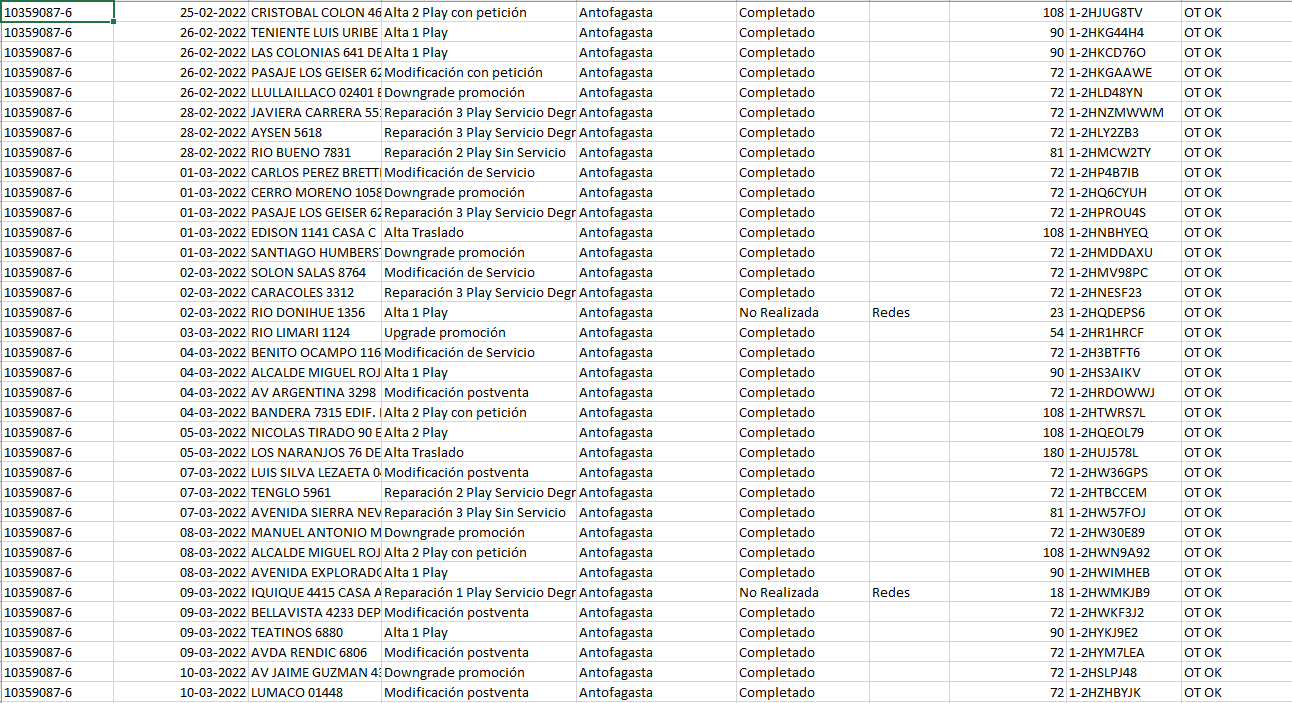 10359087-6 25-02-2022 CRISTOBAL COLON 46 Alta 2 Play con petición Antofagasta Completado 108 1-2HJUG8TV OT OK
10359087-6 26-02-2022 TENIENTE LUIS URIBE Alta 1 Play Antofagasta Completado 90 1-2HKG44H4 OT OK
10359087-6 26-02-2022 LAS COLONIAS 641 DE Alta 1 Play Antofagasta Completado 90 1-2HKCD76O OT OK
10359087-6 26-02-2022 PASAJE LOS GEISER 62 Modificación con petición Antofagasta Completado 72 1-2HKGAAWE OT OK
10359087-6 26-02-2022 LLULLAILLACO 02401 E Downgrade promoción Antofagasta Completado 72 1-2HLD48YN OT OK
10359087-6 28-02-2022 JAVIERA CARRERA 551 Reparación 3 Play Servicio Degr Antofagasta Completado 72 1-2HNZMWWM OT OK
10359087-6 28-02-2022 AYSEN 5618 Reparación 3 Play Servicio Degr Antofagasta Completado 72 1-2HLY2ZB3 OT OK
10359087-6 28-02-2022 RIO BUENO 7831 Reparación 2 Play Sin Servicio Antofagasta Completado 81 1-2HMCW2TY OT OK
10359087-6 01-03-2022 CARLOS PEREZ BRETTI Modificación de Servicio Antofagasta Completado 72 1-2HP4B7IB OT OK
10359087-6 01-03-2022 CERRO MORENO 1058 Downgrade promoción Antofagasta Completado 72 1-2HQ6CYUH OT OK
10359087-6 01-03-2022 PASAJE LOS GEISER 62 Reparación 3 Play Servicio Degr Antofagasta Completado 72 1-2HPROU4S OT OK
10359087-6 01-03-2022 EDISON 1141 CASA C Alta Traslado Antofagasta Completado 108 1-2HNBHYEQ OT OK
10359087-6 01-03-2022 SANTIAGO HUMBERST Downgrade promoción Antofagasta Completado 72 1-2HMDDAXU OT OK
10359087-6 02-03-2022 SOLON SALAS 8764 Modificación de Servicio Antofagasta Completado 72 1-2HMV98PC OT OK
10359087-6 02-03-2022 CARACOLES 3312 Reparación 3 Play Servicio Degr Antofagasta Completado 72 1-2HNESF23 OT OK
10359087-6 02-03-2022 RIO DONIHUE 1356 Alta 1 Play Antofagasta No Realizada Redes 23 1-2HQDEPS6 OT OK
10359087-6 03-03-2022 RIO LIMARI 1124 Upgrade promoción Antofagasta Completado 54 1-2HR1HRCF OT OK
10359087-6 04-03-2022 BENITO OCAMPO 116 Modificación de Servicio Antofagasta Completado 72 1-2H3BTFT6 OT OK
10359087-6 04-03-2022 ALCALDE MIGUEL ROJ Alta 1 Play Antofagasta Completado 90 1-2HS3AIKV OT OK
10359087-6 04-03-2022 AV ARGENTINA 3298 Modificación postventa Antofagasta Completado 72 1-2HRDOWWJ OT OK
10359087-6 04-03-2022 BANDERA 7315 EDIF. Alta 2 Play con petición Antofagasta Completado 108 1-2HTWRS7L OT OK
10359087-6 05-03-2022 NICOLAS TIRADO 90 E Alta 2 Play Antofagasta Completado 108 1-2HQEOL79 OT OK
10359087-6 05-03-2022 LOS NARANJOS 76 DE Alta Traslado Antofagasta Completado 180 1-2HUJ578L OT OK
10359087-6 07-03-2022 LUIS SILVA LEZAETA 04 Modificación postventa Antofagasta Completado 72 1-2HW36GPS OT OK
10359087-6 07-03-2022 TENGLO 5961 Reparación 2 Play Servicio Degr Antofagasta Completado 72 1-2HTBCCEM OT OK
10359087-6 07-03-2022 AVENIDA SIERRA NEV Reparación 3 Play Sin Servicio Antofagasta Completado 81 1-2HW57FOJ OT OK
10359087-6 08-03-2022 MANUEL ANTONIO M Downgrade promoción Antofagasta Completado 72 1-2HW30E89 OT OK
10359087-6 08-03-2022 ALCALDE MIGUEL ROJ Alta 2 Play con petición Antofagasta Completado 108 1-2HWN9A92 OT OK
10359087-6 08-03-2022 AVENIDA EXPLORADO Alta 1 Play Antofagasta Completado 90 1-2HWIMHEB OT OK
10359087-6 09-03-2022 IQUIQUE 4415 CASA A Reparación 1 Play Servicio Degr Antofagasta No Realizada Redes 18 1-2HWMKJB9 OT OK
10359087-6 09-03-2022 BELLAVISTA 4233 DEP Modificación postventa Antofagasta Completado 72 1-2HWKF3J2 OT OK
10359087-6 09-03-2022 TEATINOS 6880 Alta 1 Play Antofagasta Completado 90 1-2HYKJ9E2 OT OK
10359087-6 09-03-2022 AVDA RENDIC 6806 Modificación postventa Antofagasta Completado 72 1-2HYM7LEA OT OK
10359087-6 10-03-2022 AV JAIME GUZMAN 43 Downgrade promoción Antofagasta Completado 72 1-2HSLPJ48 OT OK
10359087-6 10-03-2022 LUMACO 01448 Modificación postventa Antofagasta Completado 72 1-2HZHBYJK OT OK